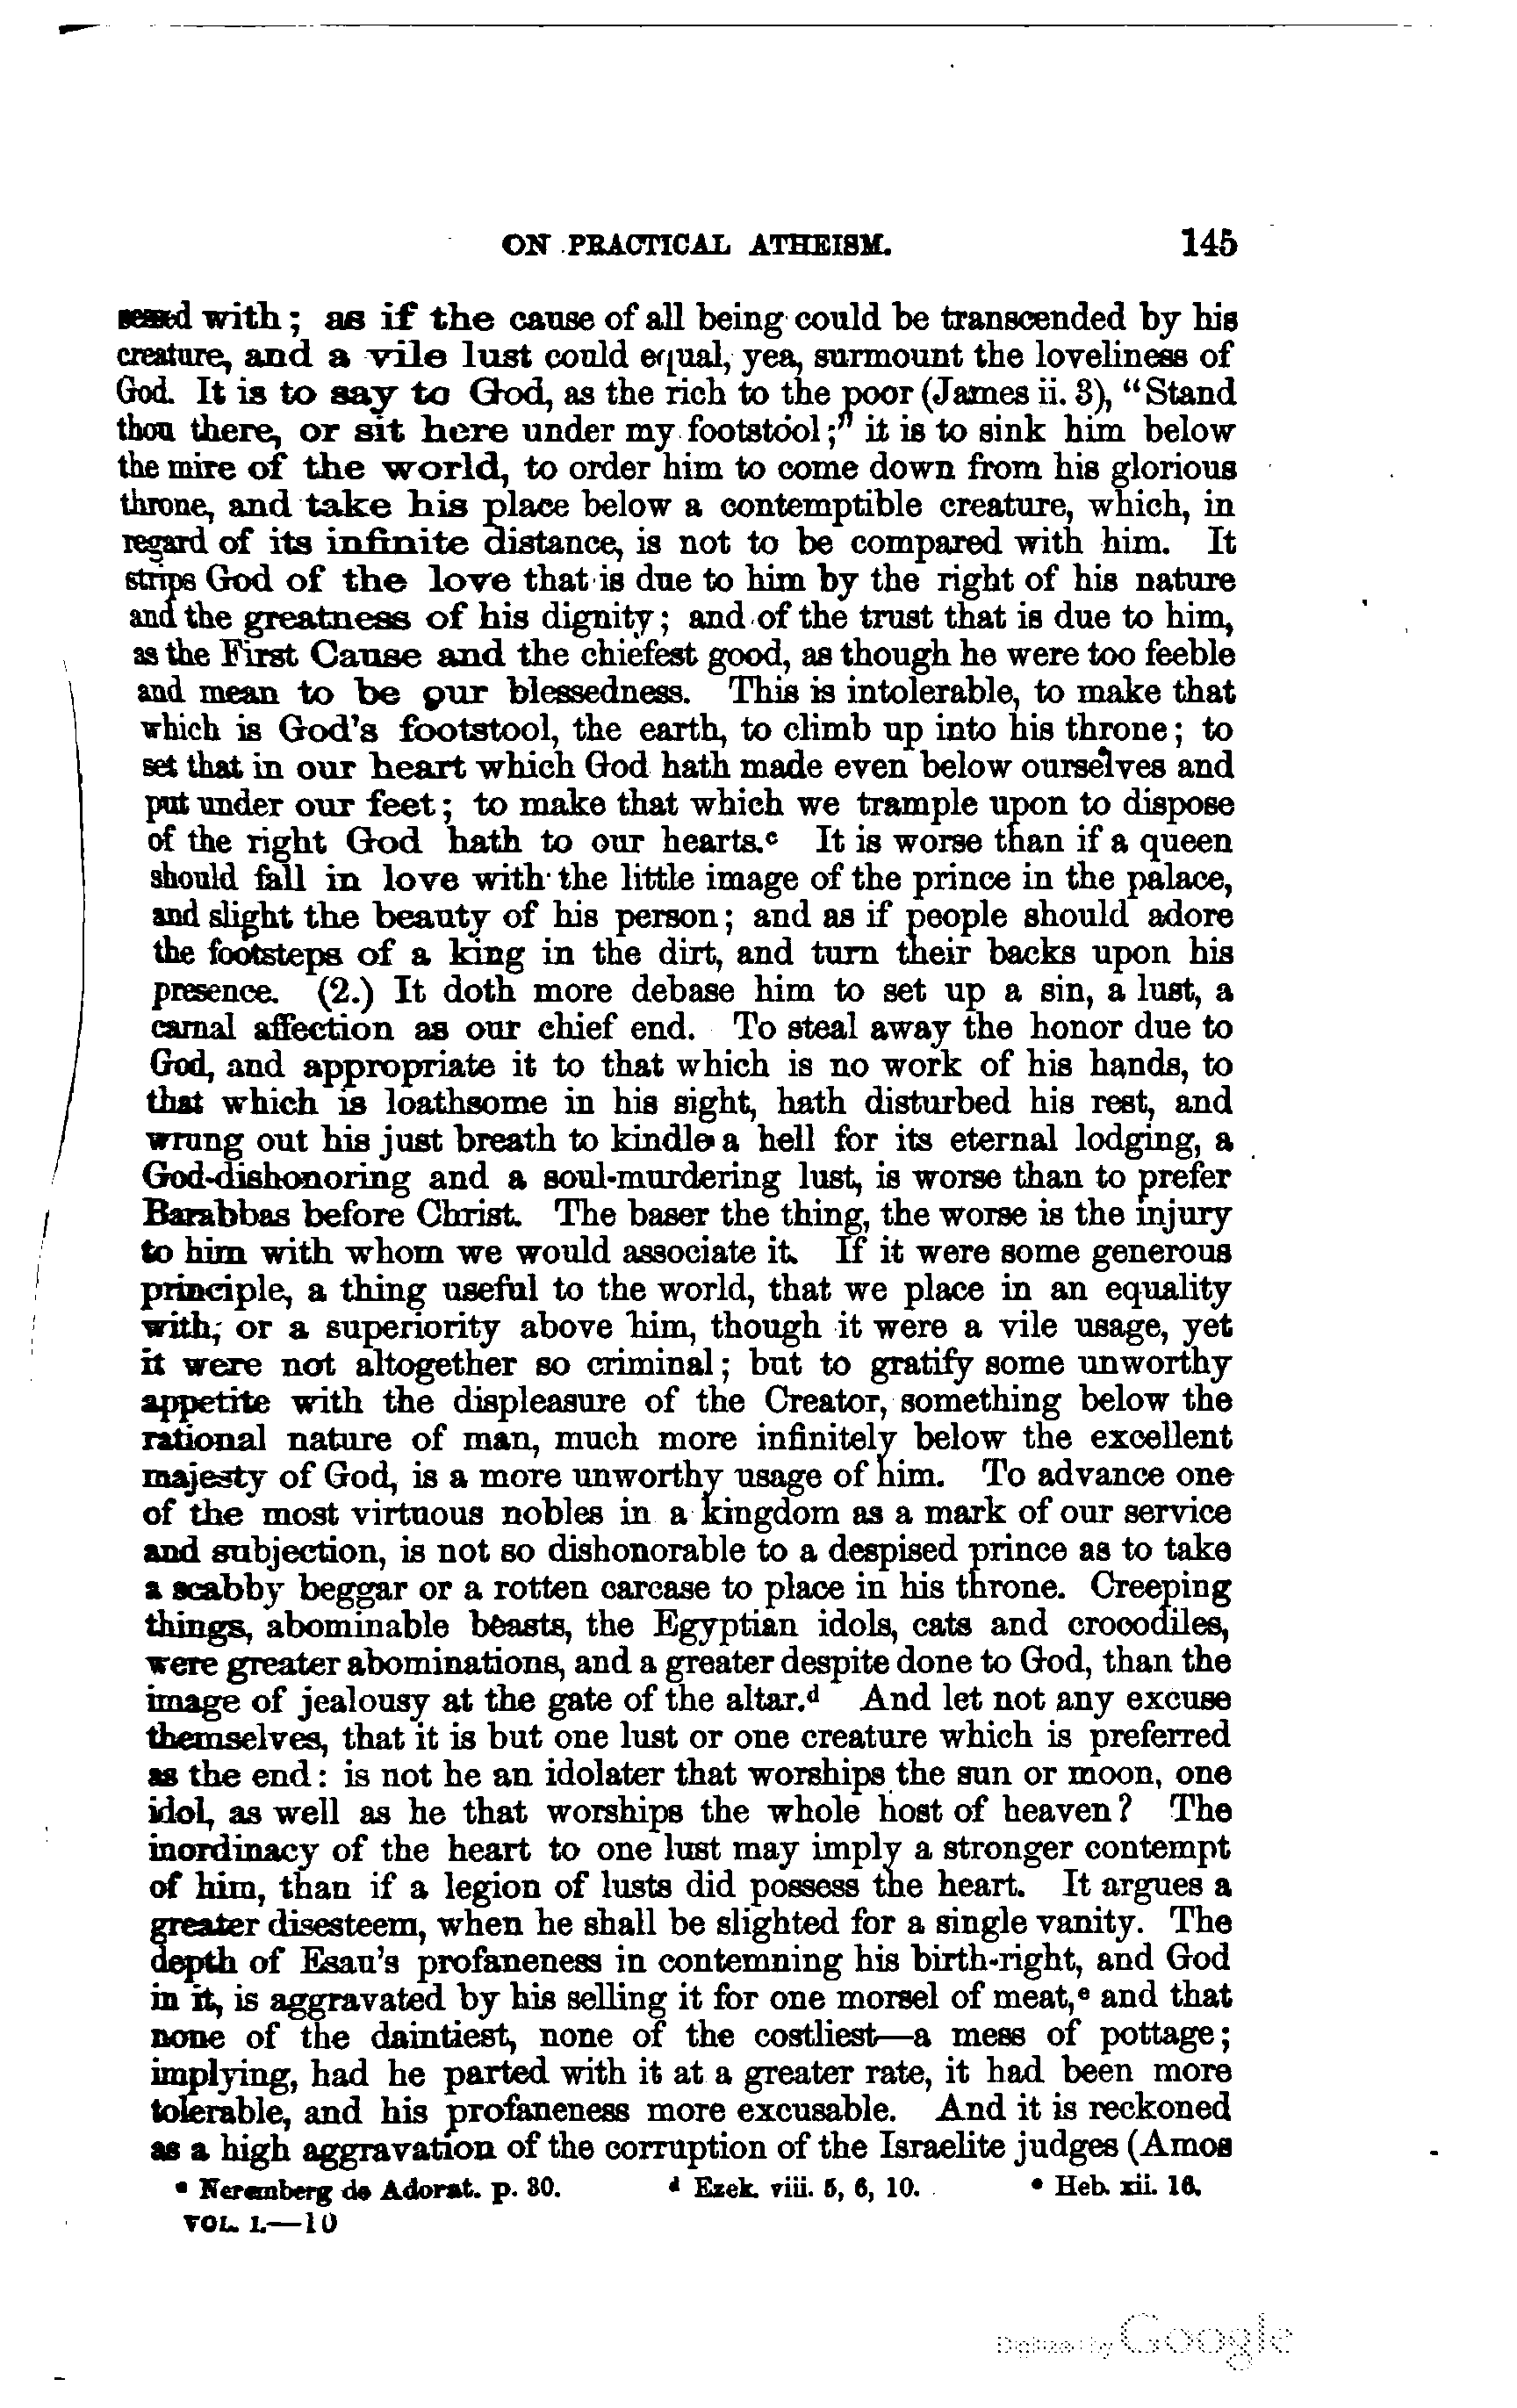 ON PRACTICAL ATHEISM. 145
sessed with; as if the cause of all being could be transcended by his
creature, and a vile lust could equal, yea, surmount the loveliness of
God. It is to say to God, as the rich to the poor (James ii. 3), "Stand
thou there, or sit here under my footstool;" it is to sink him below
the mire of the world, to order him to come down from his glorious
throne, and take his place below a contemptible creature, which, in
regard of its infinite distance, is not to be compared with him. It
strips God of the love that is due to him by the right of his nature
and the greatness of his dignity; and of the trust that is due to him,
as the First Cause and the chiefest good, as though he were too feeble
and mean to be our blessedness. This is intolerable, to make that
which is God's footstool, the earth, to climb up into his throne; to
set that in our heart which God hath made even below ourselves and
put under our feet; to make that which we trample upon to dispose
of the right God hath to our hearts.c It is worse than if a queen
should fall in love with the little image of the prince in the palace,
and slight the beauty of his person; and as if people should adore
the footsteps of a king in the dirt, and turn their backs upon his
presence. (2.) It doth more debase him to set up a sin, a lust, a
carnal affection as our chief end. To steal away the honor due to
God, and appropriate it to that which is no work of his hands, to
that which is loathsome in his sight, hath disturbed his rest, and
wrung out his just breath to kindle a hell for its eternal lodging, a
God-dishonoring and a soul-murdering lust, is worse than to prefer
Barabbas before Christ. The baser the thing, the worse is the injury
to him with whom we would associate it. If it were some generous
principle, a thing useful to the world, that we place in an equality
with, or a superiority above him, though it were a vile usage, yet
it were not altogether so criminal; but to gratify some unworthy
appetite with the displeasure of the Creator, something below the
rational nature of man, much more infinitely below the excellent
majesty of God, is a more unworthy usage of him. To advance one
of the most virtuous nobles in a kingdom as a mark of our service
and subjection, is not so dishonorable to a despised prince as to take
a scabby beggar or a rotten carcase to place in his throne. Creeping
things, abominable beasts, the Egyptian idols, cats and crocodiles,
were greater abominations, and a greater despite done to God, than the
image of jealousy at the gate of the altar.d And let not any excuse
themselves, that it is but one lust or one creature which is preferred
as the end: is not he an idolater that worships the sun or moon, one
idol, as well as he that worships the whole host of heaven? The
inordinacy of the heart to one lust may imply a stronger contempt
of him, than if a legion of lusts did possess the heart. It argues a
greater disesteem, when he shall be slighted for a single vanity. The
depth of Esau's profaneness in contemning his birth-right, and God
in it, is aggravated by his selling it for one morsel of meat,e and that
none of the daintiest, none of the costliest—a mess of pottage;
implying, had he parted with it at a greater rate, it had been more
tolerable, and his profaneness more excusable. And it is reckoned
as a high aggravation of the corruption of the Israelite judges (Amos
c Neremberg de Adorat. p. 30. d Ezek. viii. 5, 6, 10. e Heb. xii. 16.
VOL. I.—10
Digitized by Google